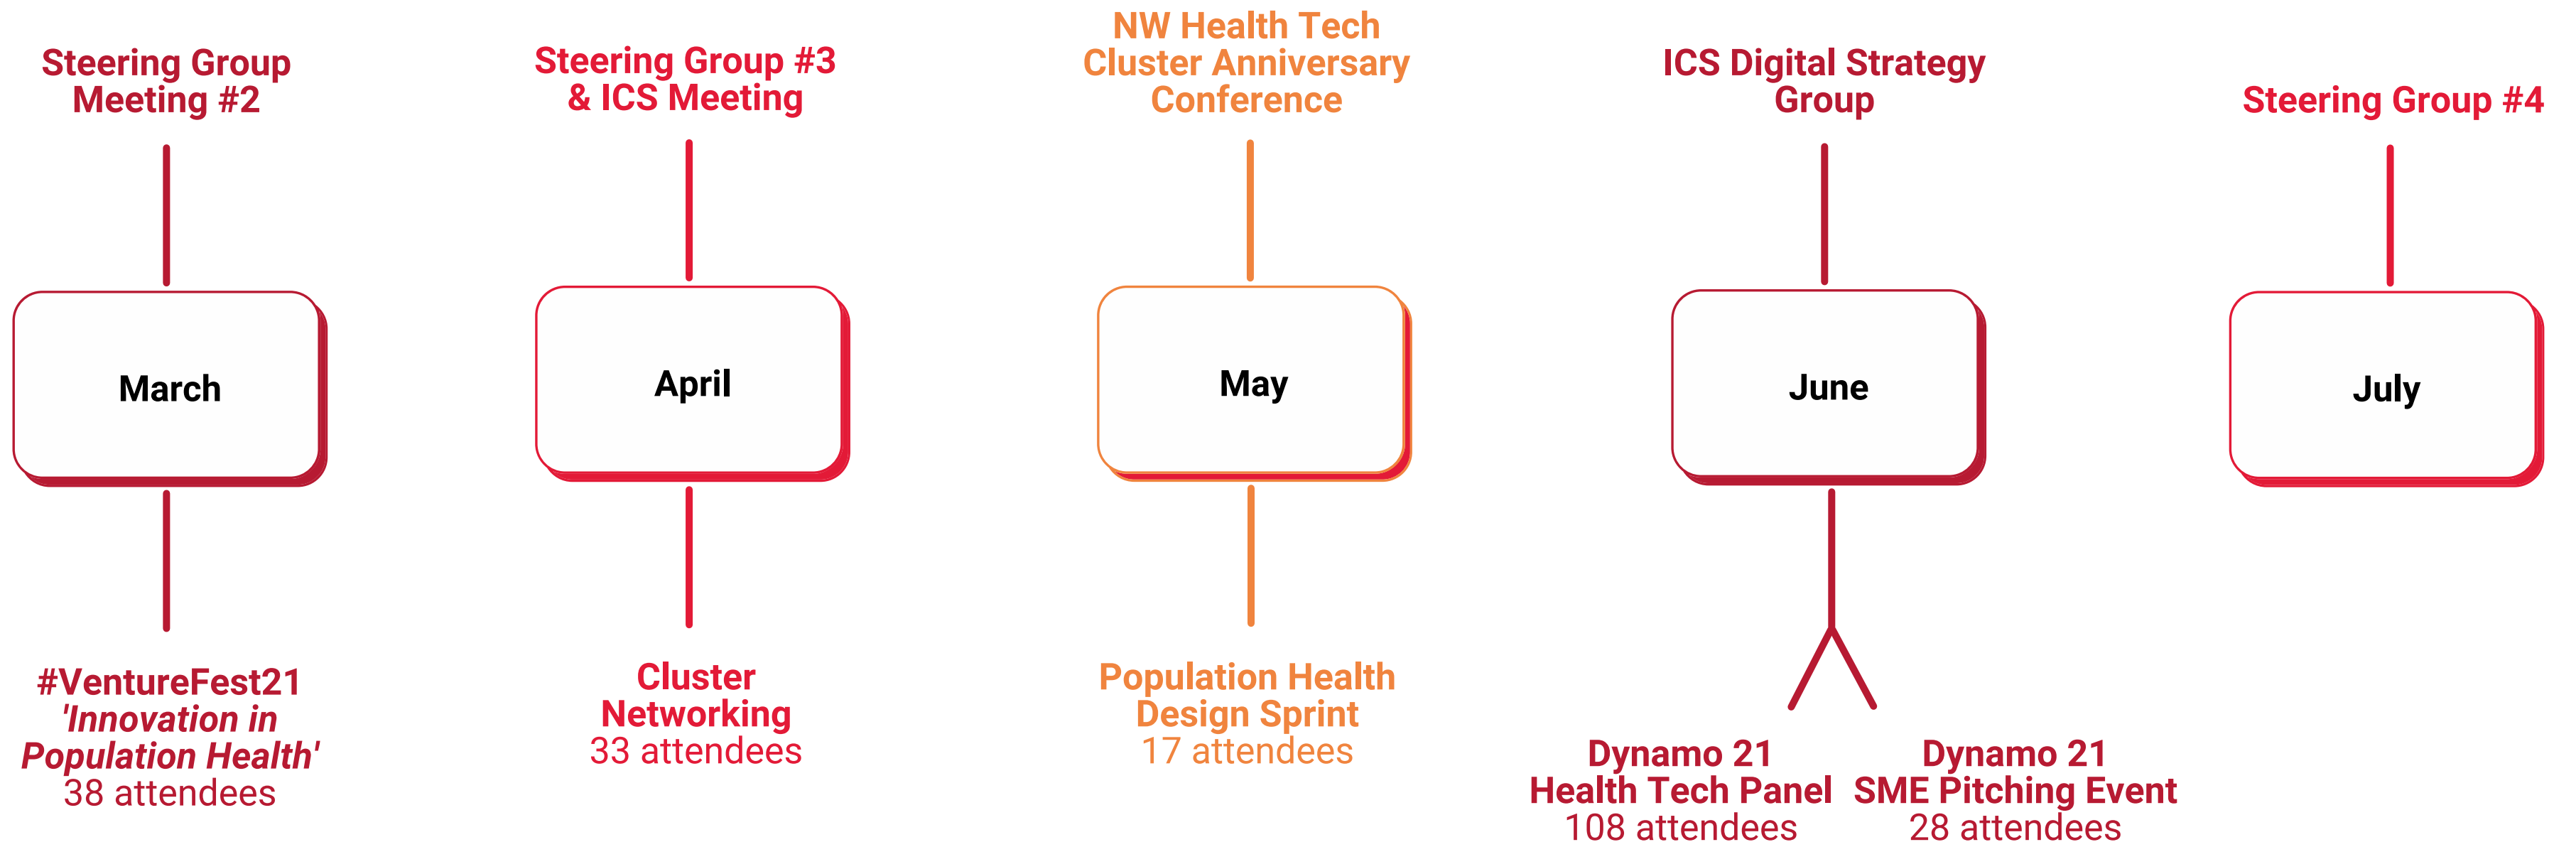 Steering Group
Meeting #2
Steering Group #3
& ICS Meeting
NW Health Tech
Cluster Anniversary
Conference
ICS Digital Strategy
Group
Steering Group #4
March
April
May
June
July
#VentureFest21
'Innovation in
Population Health'
38 attendees
Cluster
Networking
33 attendees
Population Health
Design Sprint
17 attendees
Dynamo 21
Health Tech Panel
108 attendees
Dynamo 21
SME Pitching Event
28 attendees